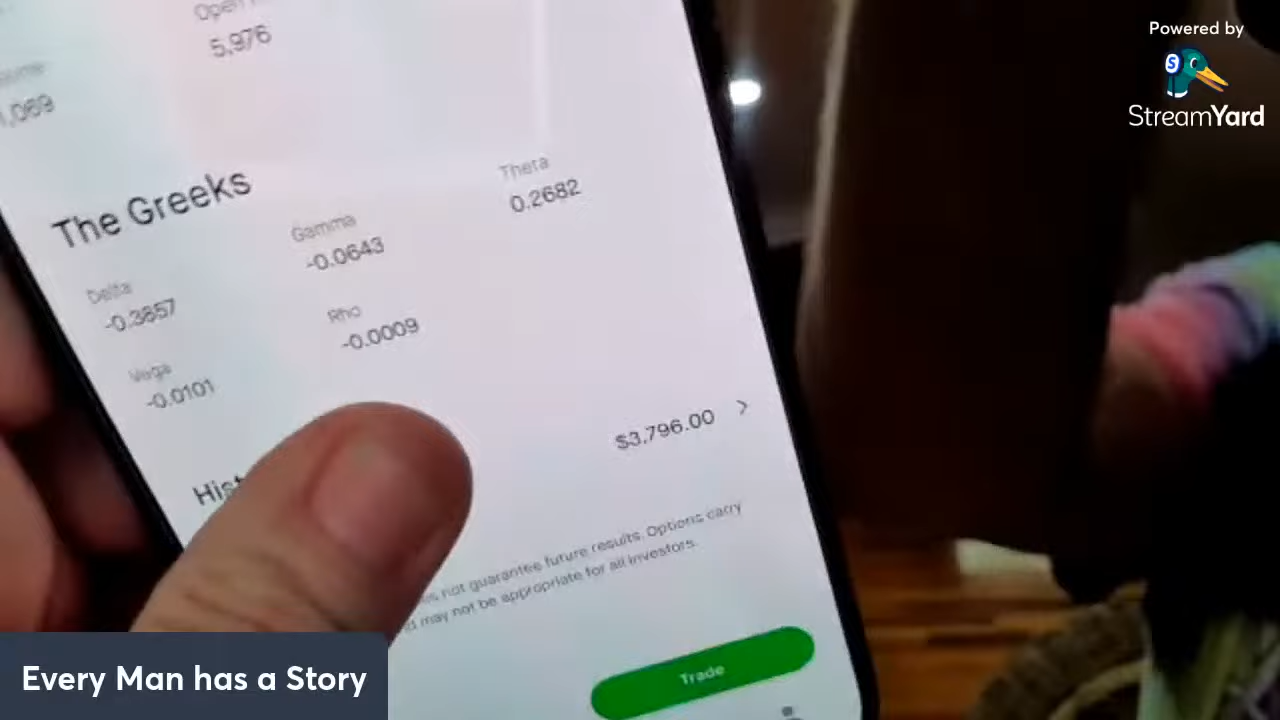 Powered by
StreamYard
5,976
,069
The Greeks
Theta
0.2682
Gamma
-0.0643
Delta
-0.3857
Rho
-0.0009
Vega
-0.0101
$3,796.00
not guarantee future results. Options carry
may not be appropriate for all investors.
Trade
Every Man has a Story